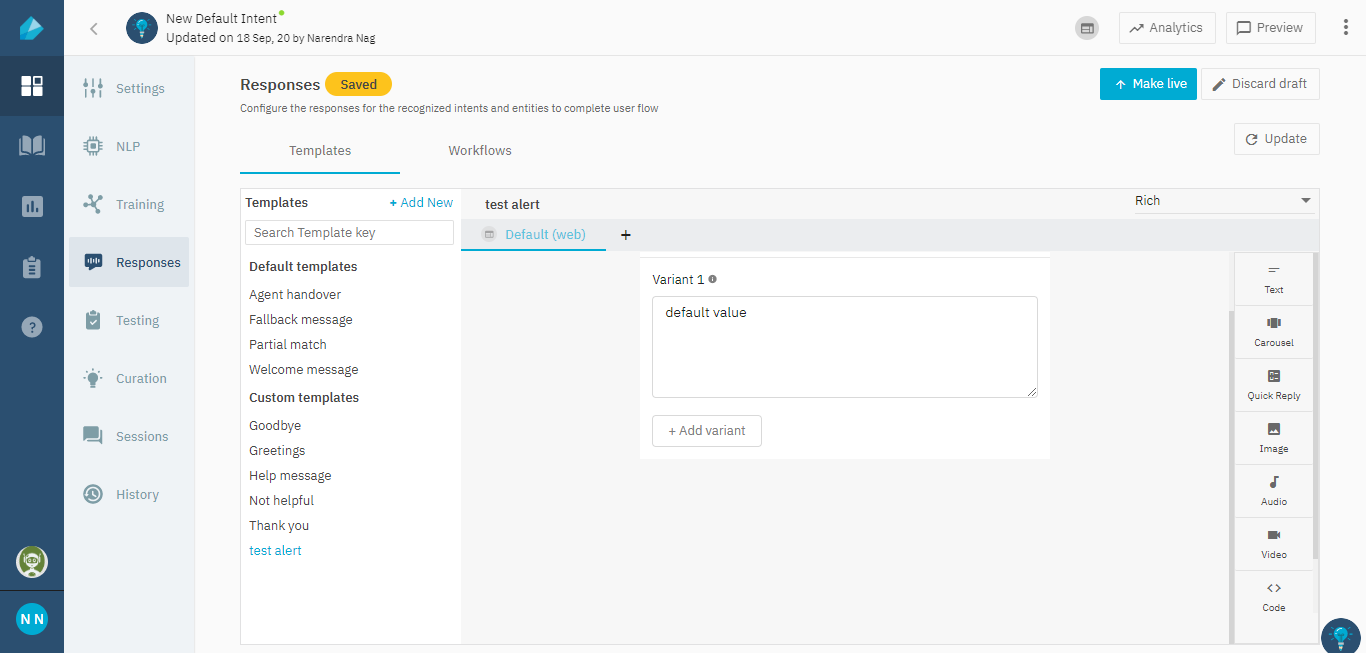 New Default Intent
Updated on 18 Sep, 20 by Narendra Nag
Analytics
Preview
Settings
NLP
Training
Responses
Testing
Curation
Sessions
History
N N
Responses Saved
Configure the responses for the recognized intents and entities to complete user flow
Make live
Discard draft
Update
Templates
Workflows
Templates
+ Add New
Search Template key
Default templates
Agent handover
Fallback message
Partial match
Welcome message
Custom templates
Goodbye
Greetings
Help message
Not helpful
Thank you
test alert
test alert
Rich
Default (web)
+
Variant 1
default value
+ Add variant
Text
Carousel
Quick Reply
Image
Audio
Video
Code